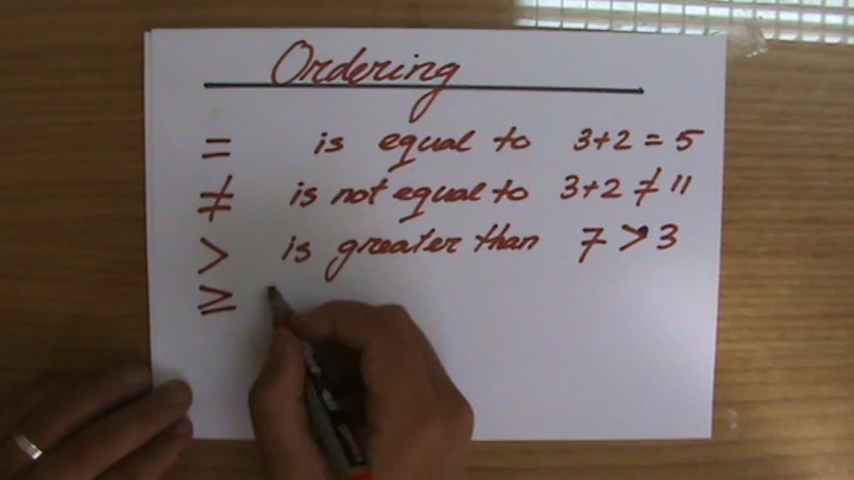 Ordering
= is equal to 3+2 = 5
≠ is not equal to 3+2 ≠ 11
> is greater than 7 > 3
≥